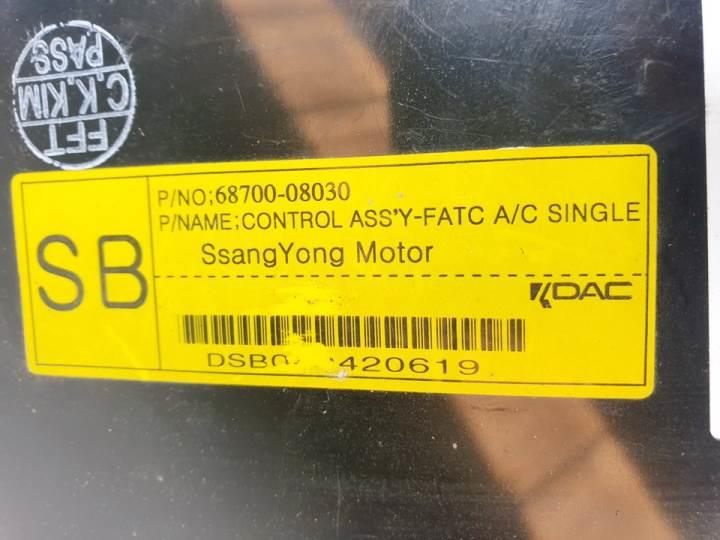 FFT
C.K.KIM
PASS
SB
P/NO;68700-08030
P/NAME;CONTROL ASS'Y-FATC A/C SINGLE
SsangYong Motor
DAC